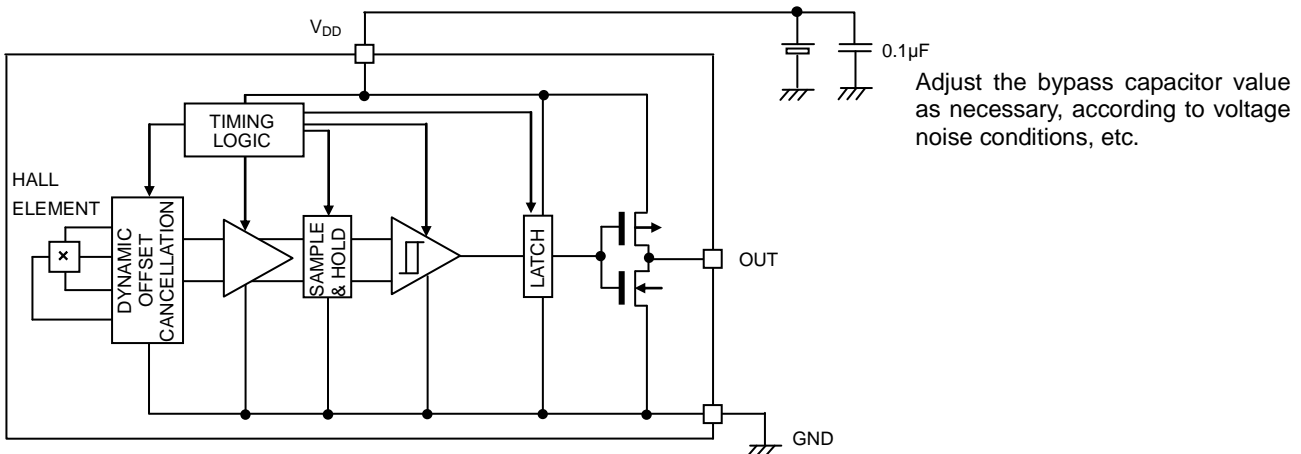 V_DD
0.1µF
Adjust the bypass capacitor value
as necessary, according to voltage
noise conditions, etc.
TIMING
LOGIC
HALL
ELEMENT
DYNAMIC
OFFSET
CANCELLATION
×
SAMPLE
& HOLD
LATCH
OUT
GND